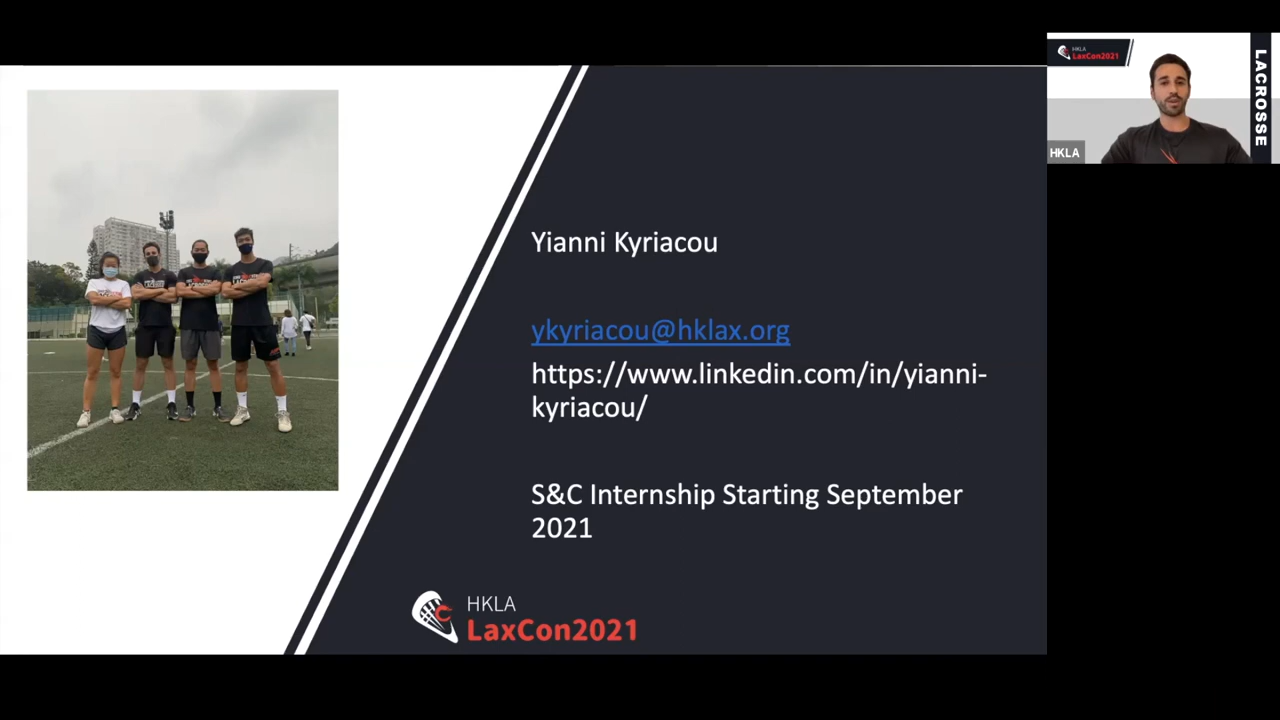 Yianni Kyriacou
ykyriacou@hklax.org
https://www.linkedin.com/in/yianni-
kyriacou/
S&C Internship Starting September
2021
HKLA
LaxCon2021
HKLA
LaxCon2021
LACROSSE
HKLA